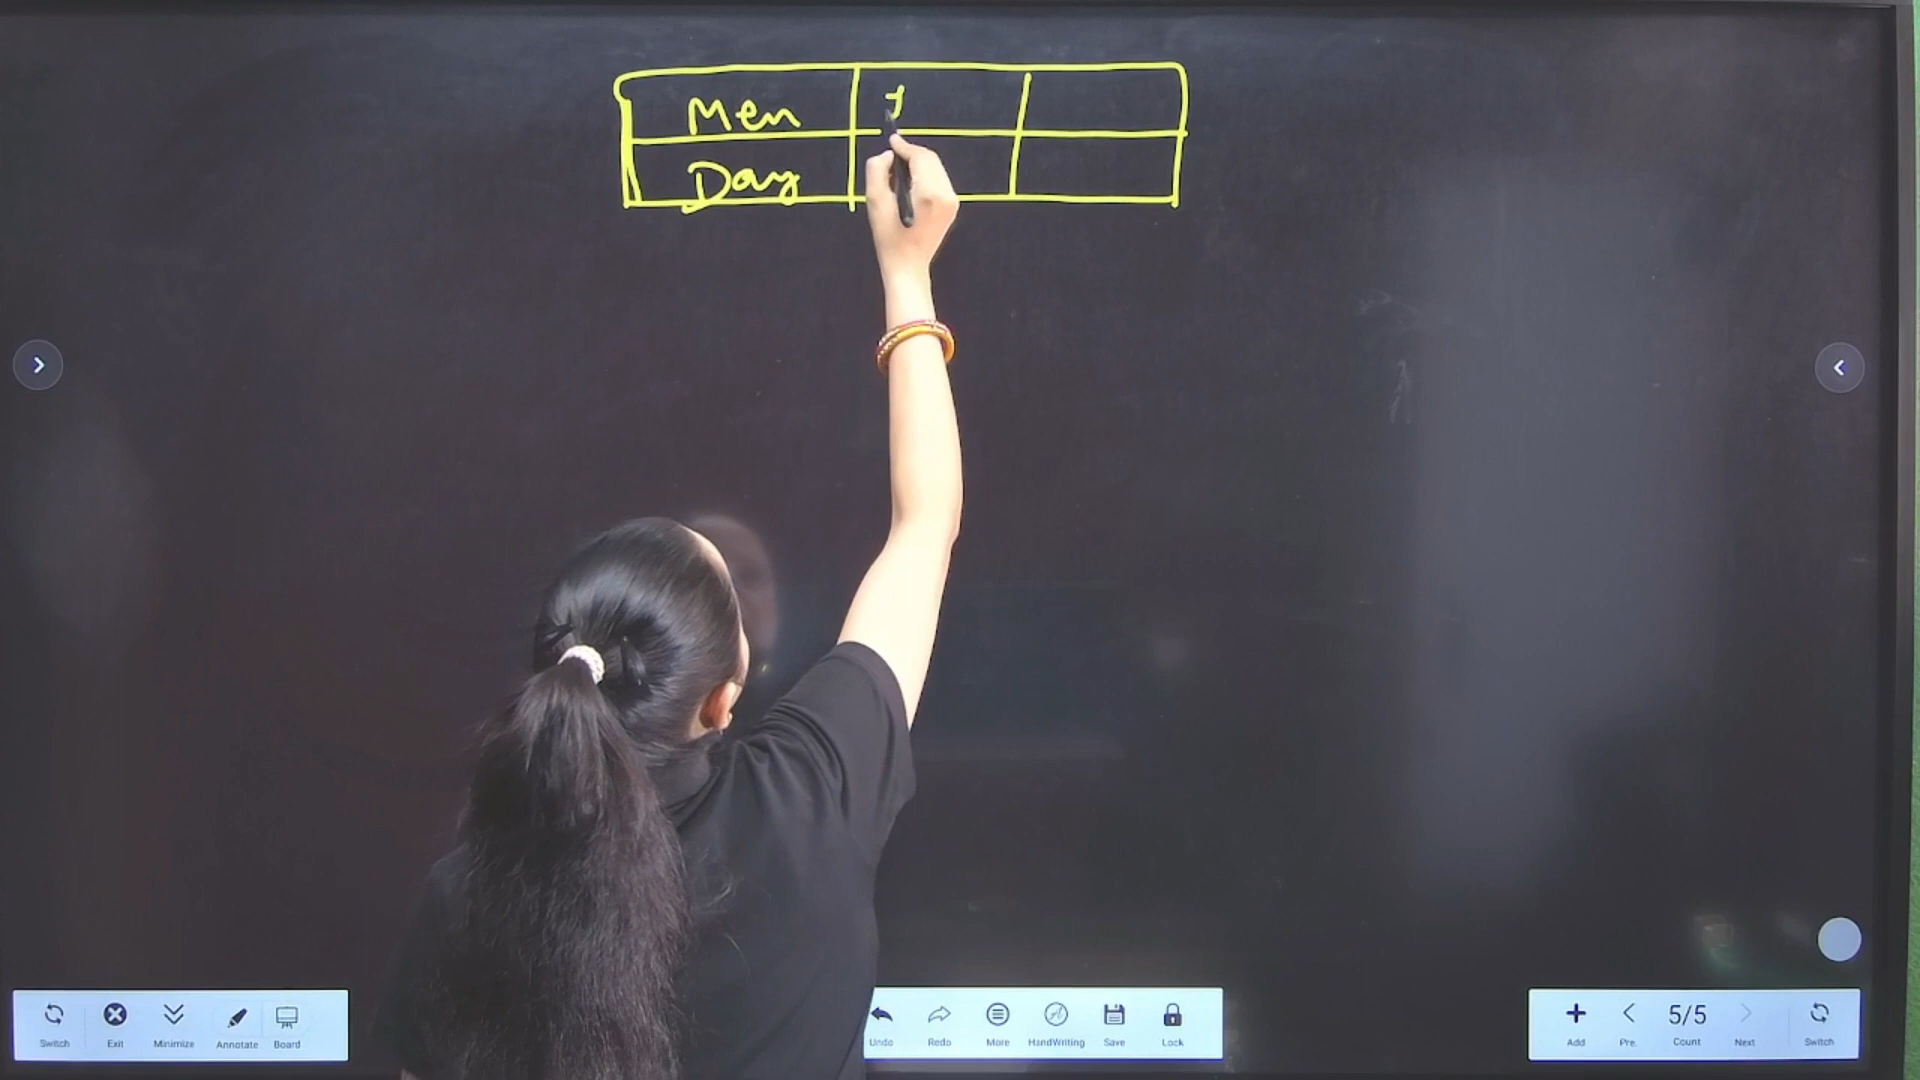 Men
Day
Switch Exit Minimize Annotate Board
Undo Redo More HandWriting Save Lock
5/5
Add Pre. Count Next Switch